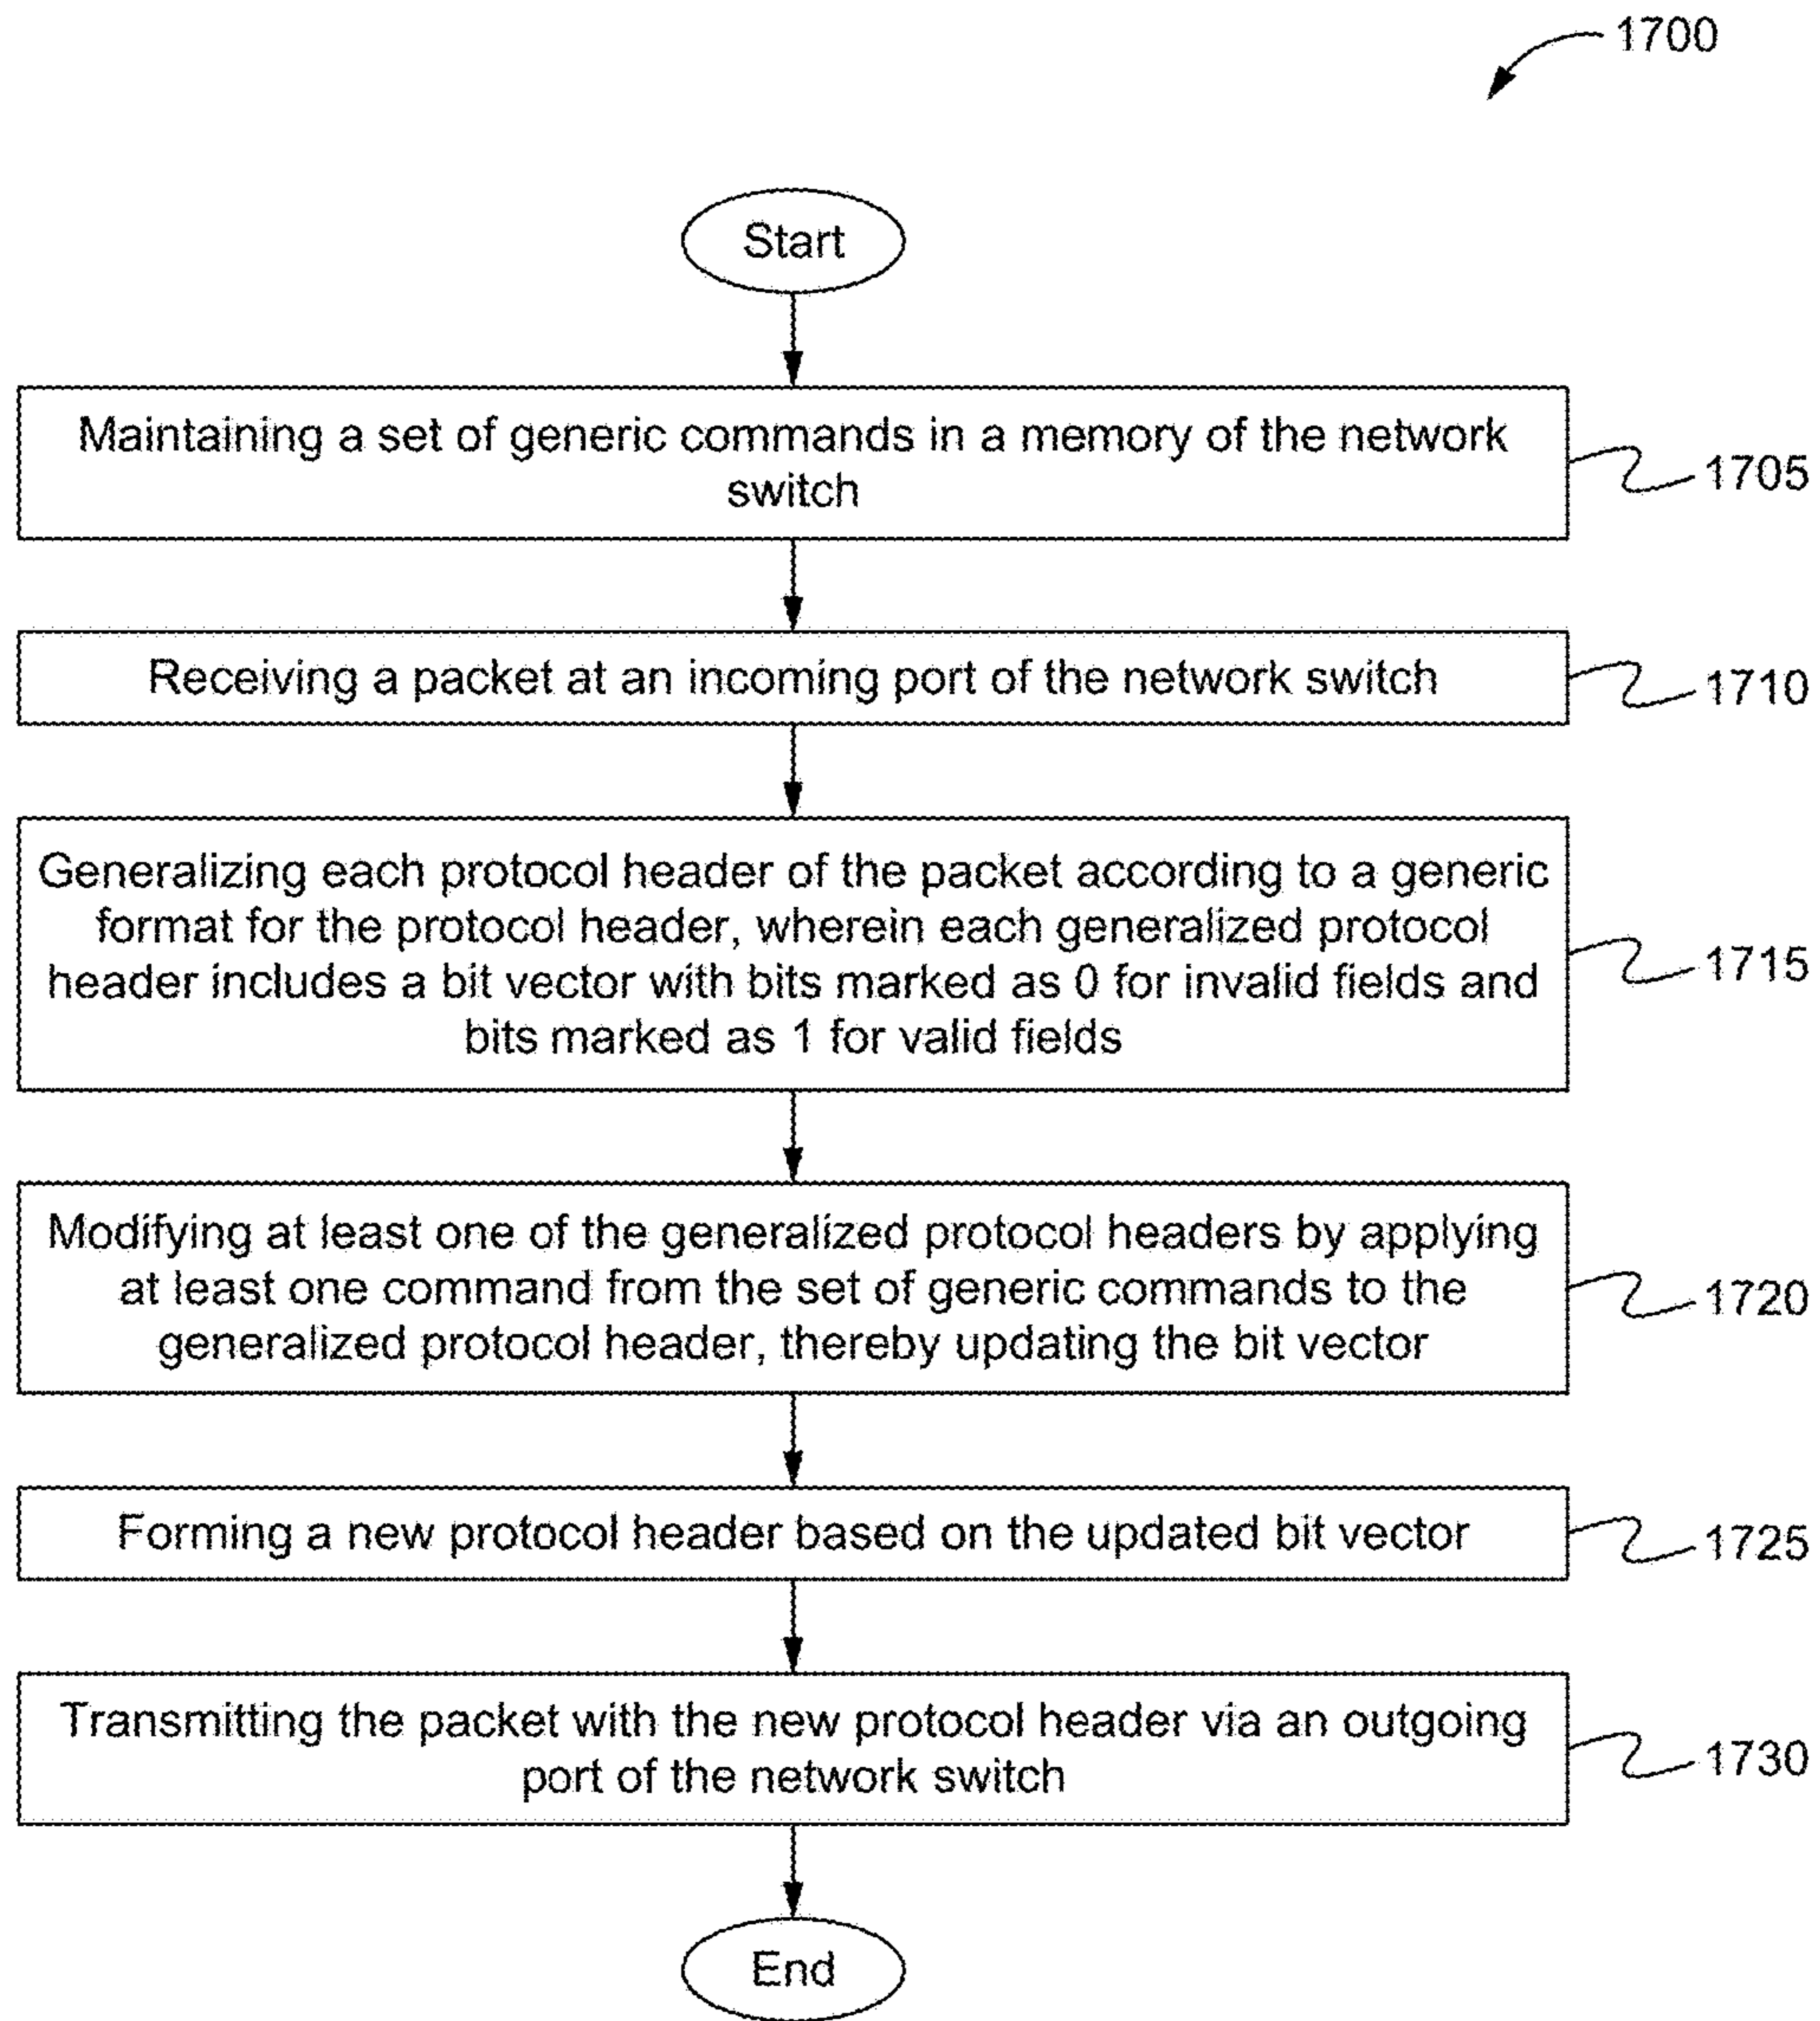 1700
Start
Maintaining a set of generic commands in a memory of the network
switch
1705
Receiving a packet at an incoming port of the network switch
1710
Generalizing each protocol header of the packet according to a generic
format for the protocol header, wherein each generalized protocol
header includes a bit vector with bits marked as 0 for invalid fields and
bits marked as 1 for valid fields
1715
Modifying at least one of the generalized protocol headers by applying
at least one command from the set of generic commands to the
generalized protocol header, thereby updating the bit vector
1720
Forming a new protocol header based on the updated bit vector
1725
Transmitting the packet with the new protocol header via an outgoing
port of the network switch
1730
End